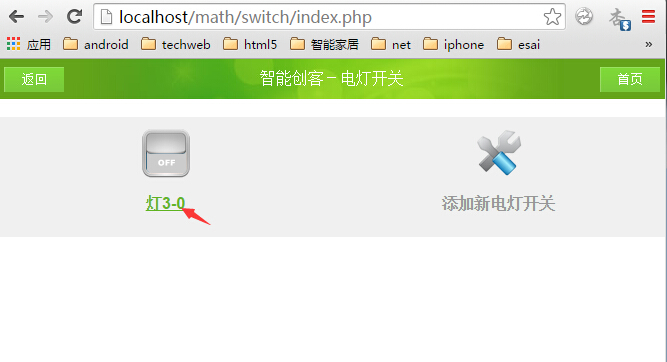 localhost/math/switch/index.php
应用 android techweb html5 智能家居 net iphone esai »
返回 智能创客－电灯开关 首页
OFF
灯3-0 添加新电灯开关